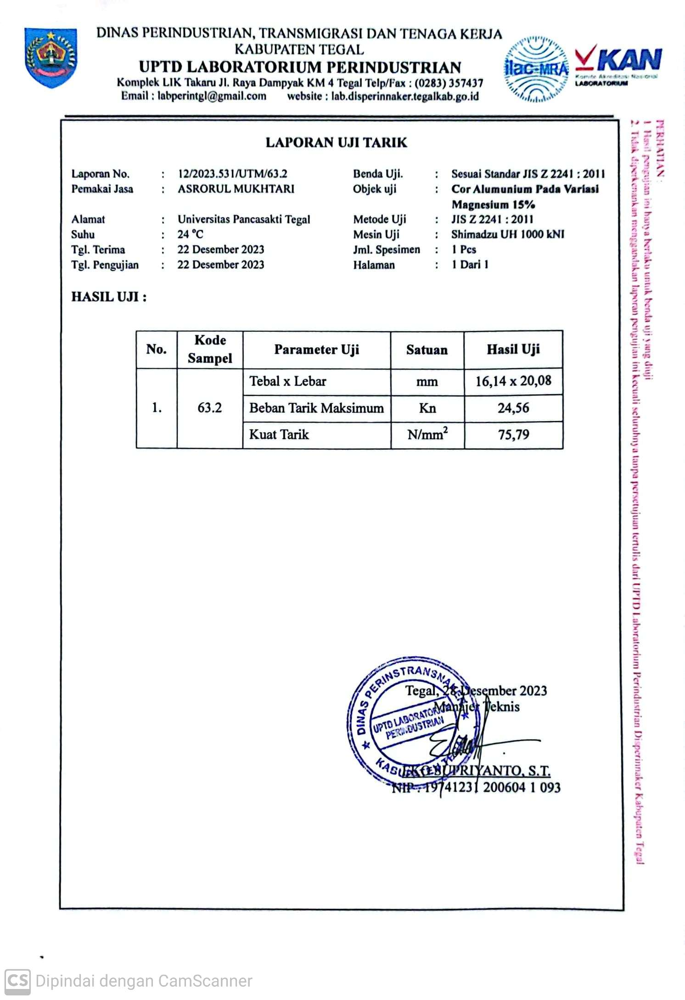 DINAS PERINDUSTRIAN, TRANSMIGRASI DAN TENAGA KERJA
KABUPATEN TEGAL
UPTD LABORATORIUM PERINDUSTRIAN
Komplek LIK Takaru Jl. Raya Dampyak KM 4 Tegal Telp/Fax : (0283) 357437
Email : labperintgl@gmail.com website : lab.disperinnaker.tegalkab.go.id
ilac-MRA
KAN
Komite Akreditasi Nasional
LABORATORIUM
LAPORAN UJI TARIK
Laporan No. : 12/2023.531/UTM/63.2 Benda Uji. : Sesuai Standar JIS Z 2241 : 2011
Pemakai Jasa : ASRORUL MUKHTARI Objek uji : Cor Alumunium Pada Variasi
Magnesium 15%
Alamat : Universitas Pancasakti Tegal Metode Uji : JIS Z 2241 : 2011
Suhu : 24 °C Mesin Uji : Shimadzu UH 1000 kNI
Tgl. Terima : 22 Desember 2023 Jml. Spesimen : 1 Pcs
Tgl. Pengujian : 22 Desember 2023 Halaman : 1 Dari 1
HASIL UJI :
No. Kode Sampel Parameter Uji Satuan Hasil Uji
Tebal x Lebar mm 16,14 x 20,08
1. 63.2 Beban Tarik Maksimum Kn 24,56
Kuat Tarik N/mm² 75,79
Tegal, 28 Desember 2023
Manajer Teknis
DINAS PERINSTRANSNAKER
UPTD LABORATORIUM
PERINDUSTRIAN
KABUPATEN TEGAL
EKO SUPRIYANTO, S.T.
NIP : 19741231 200604 1 093
PERHATIAN :
1 Hasil pengujian ini hanya berlaku untuk benda uji yang diuji
2. Tidak diperkenankan menggandakan laporan pengujian ini kecuali seluruhnya tanpa persetujuan tertulis dari UPTD Laboratorium Perindustrian Disperinnaker Kabupaten Tegal
CS Dipindai dengan CamScanner